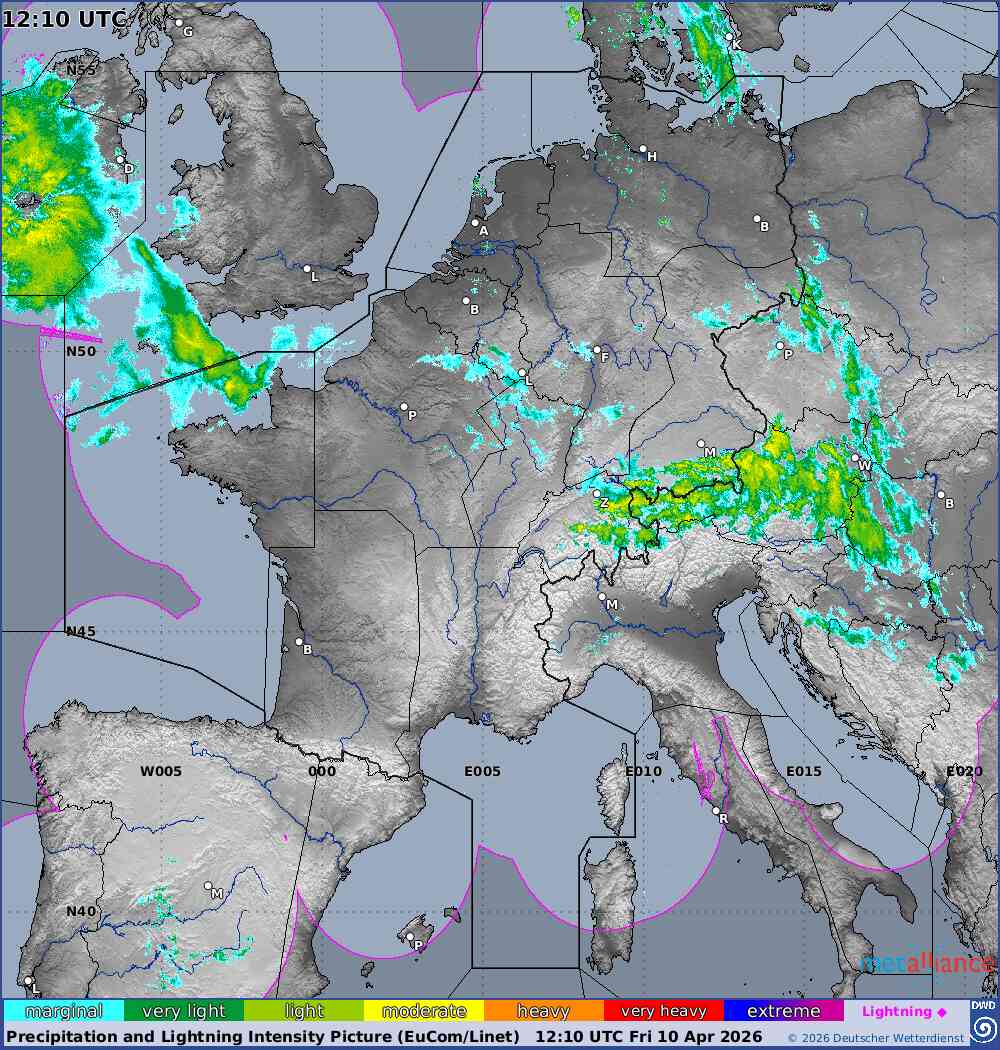 12:10 UTC
G
K
N55
D
H
A
B
L
B
N50
F
P
L
P
M
W
Z
B
M
N45
B
W005
000
E005
E010
E015
E020
R
M
N40
P
L
metalliance
marginal very light light moderate heavy very heavy extreme Lightning ◆
DWD
Precipitation and Lightning Intensity Picture (EuCom/Linet) 12:10 UTC Fri 10 Apr 2026 © 2026 Deutscher Wetterdienst